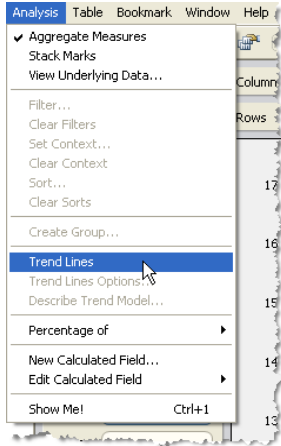 Analysis Table Bookmark Window Help
✓ Aggregate Measures
Stack Marks
View Underlying Data...
Filter...
Clear Filters
Set Context...
Clear Context
Sort...
Clear Sorts
Create Group...
Trend Lines
Trend Lines Options...
Describe Trend Model...
Percentage of
New Calculated Field...
Edit Calculated Field
Show Me! Ctrl+1
Rows
17
16
15
14
13